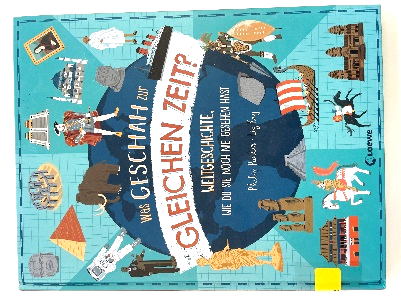 WAS GESCHAH ZUR
GLEICHEN ZEIT?
WELTGESCHICHTE,
WIE DU SIE NOCH NIE GESEHEN HAST
Loewe